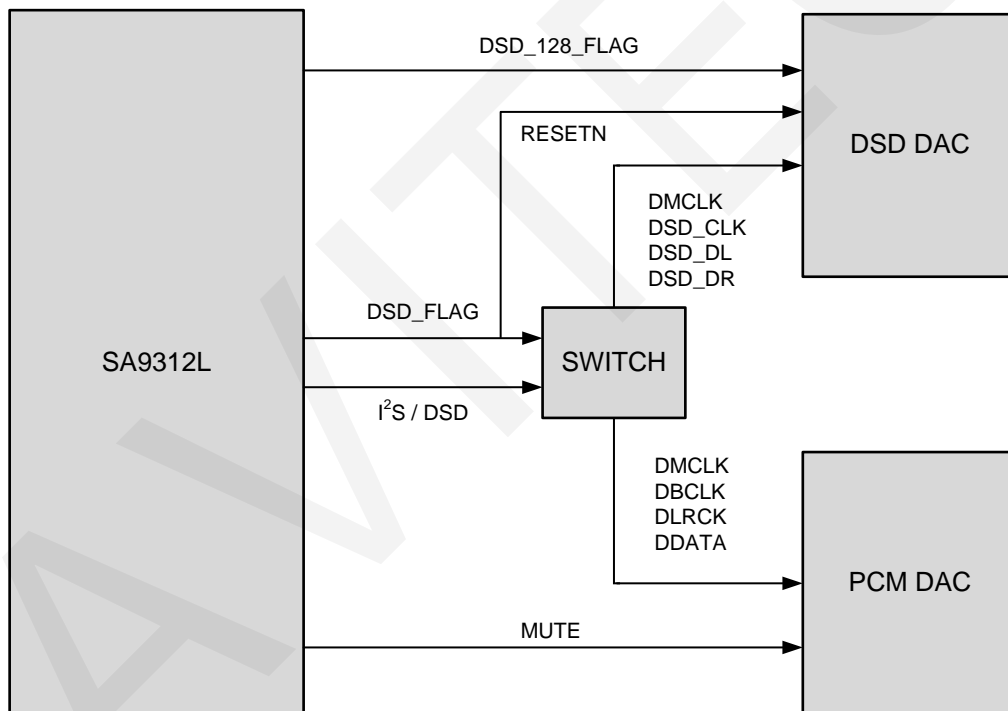 DSD_128_FLAG
RESETN
DSD DAC
DMCLK
DSD_CLK
DSD_DL
DSD_DR
DSD_FLAG
SA9312L
SWITCH
I²S / DSD
DMCLK
DBCLK
DLRCK
DDATA
PCM DAC
MUTE
AVITEC